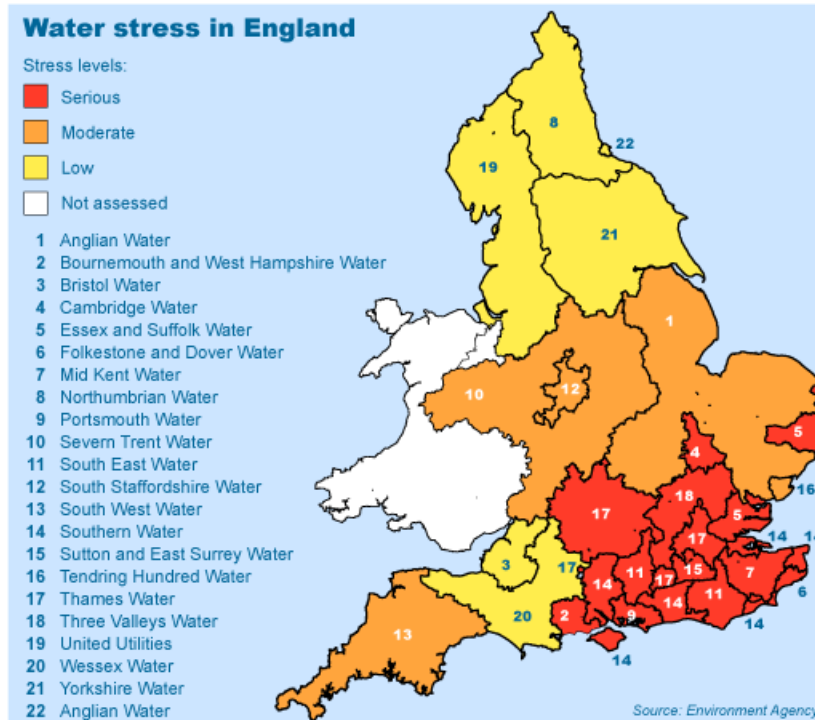 Water stress in England
Stress levels:
Serious
Moderate
Low
Not assessed
1 Anglian Water
2 Bournemouth and West Hampshire Water
3 Bristol Water
4 Cambridge Water
5 Essex and Suffolk Water
6 Folkestone and Dover Water
7 Mid Kent Water
8 Northumbrian Water
9 Portsmouth Water
10 Severn Trent Water
11 South East Water
12 South Staffordshire Water
13 South West Water
14 Southern Water
15 Sutton and East Surrey Water
16 Tendring Hundred Water
17 Thames Water
18 Three Valleys Water
19 United Utilities
20 Wessex Water
21 Yorkshire Water
22 Anglian Water
8
22
19
21
1
10
12
5
4
16
18
17
5
17
14
3
17
14
11
17
15
7
6
2
9
14
11
14
20
13
14
Source: Environment Agency